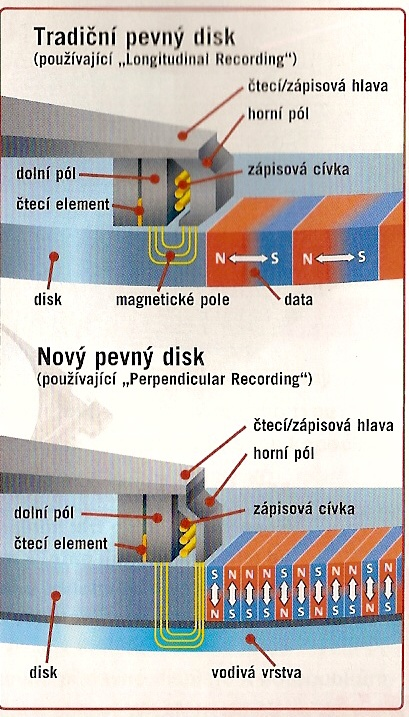 Tradiční pevný disk
(používající „Longitudinal Recording“)
čtecí/zápisová hlava
horní pól
dolní pól
zápisová cívka
čtecí element
N S N S
disk
magnetické pole
data
Nový pevný disk
(používající „Perpendicular Recording“)
čtecí/zápisová hlava
horní pól
dolní pól
zápisová cívka
čtecí element
S N N N S N S N N S
N S S S N S N S S N
disk
vodivá vrstva